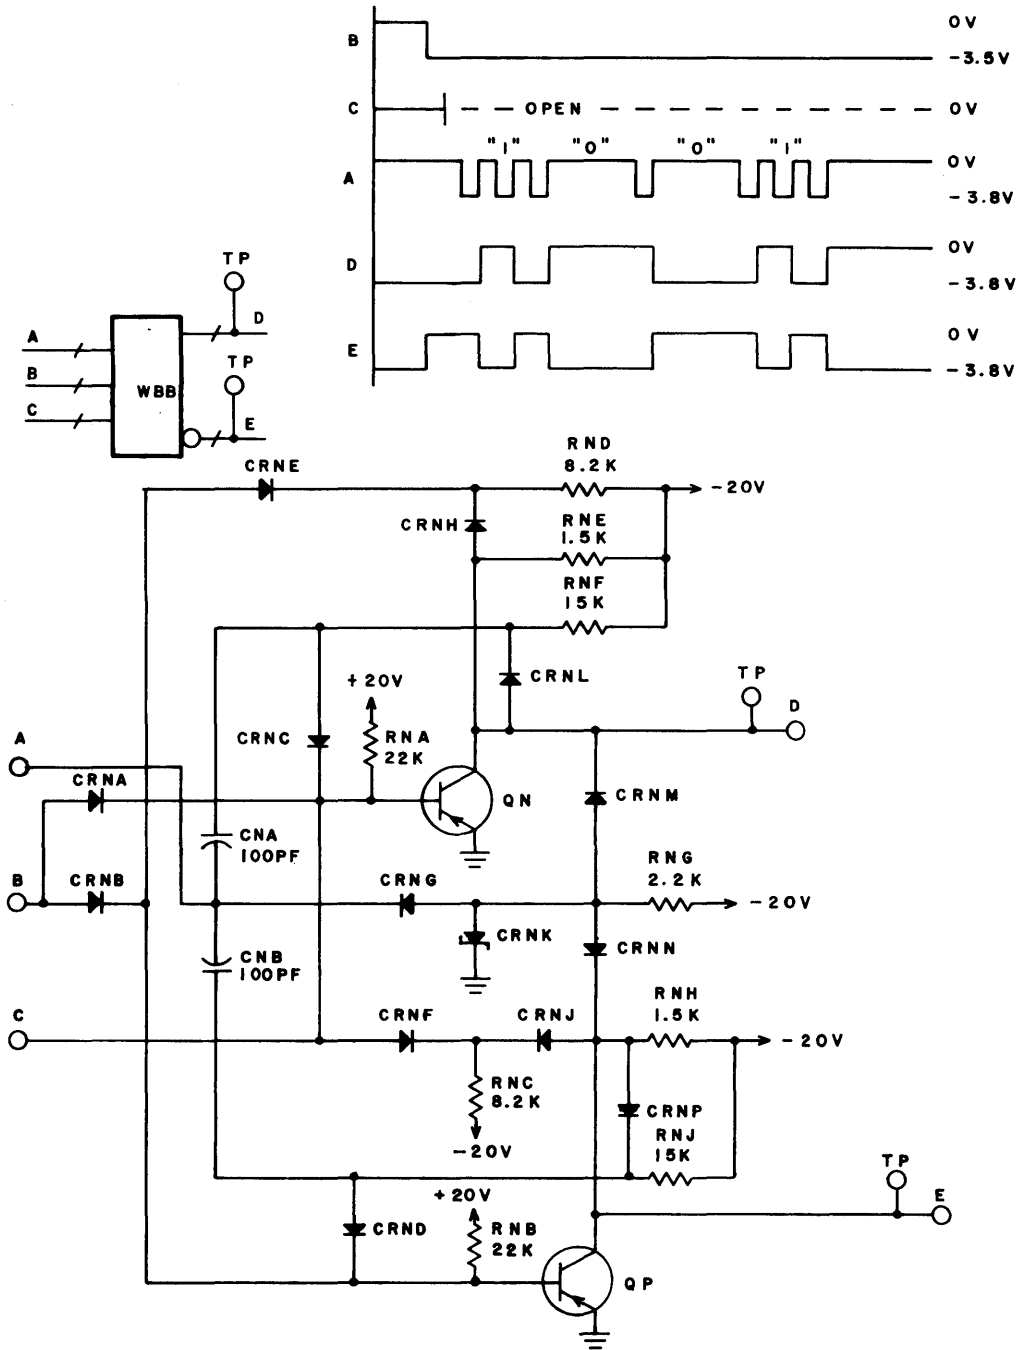 B
0V
-3.5V
C
OPEN
0V
"1" "0" "0" "1"
A
0V
-3.8V
D
0V
-3.8V
E
0V
-3.8V
TP
D
A
TP
B
WBB
C
E
CRNE
RND
8.2K
-20V
CRNH
RNE
1.5K
RNF
15K
+20V
CRNL
TP
D
CRNC
RNA
22K
A
CRNA
QN
CRNM
CNA
100PF
RNG
2.2K
B
CRNB
CRNG
-20V
CRNK
CRNN
CNB
100PF
RNH
1.5K
C
CRNF
CRNJ
-20V
RNC
8.2K
CRNP
-20V
RNJ
15K
TP
+20V
E
CRND
RNB
22K
QP